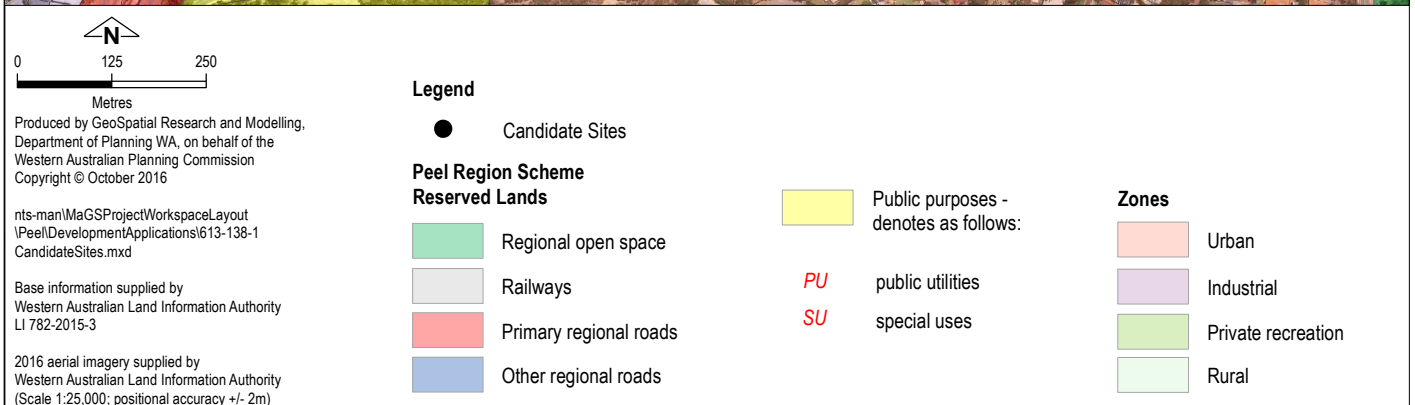 N
0 125 250
Metres
Produced by GeoSpatial Research and Modelling,
Department of Planning WA, on behalf of the
Western Australian Planning Commission
Copyright © October 2016
nts-man\MaGSProjectWorkspaceLayout
\Peel\DevelopmentApplications\613-138-1
CandidateSites.mxd
Base information supplied by
Western Australian Land Information Authority
LI 782-2015-3
2016 aerial imagery supplied by
Western Australian Land Information Authority
(Scale 1:25,000; positional accuracy +/- 2m)
Legend
Candidate Sites
Peel Region Scheme
Reserved Lands
Regional open space
Railways
Primary regional roads
Other regional roads
Public purposes -
denotes as follows:
PU public utilities
SU special uses
Zones
Urban
Industrial
Private recreation
Rural